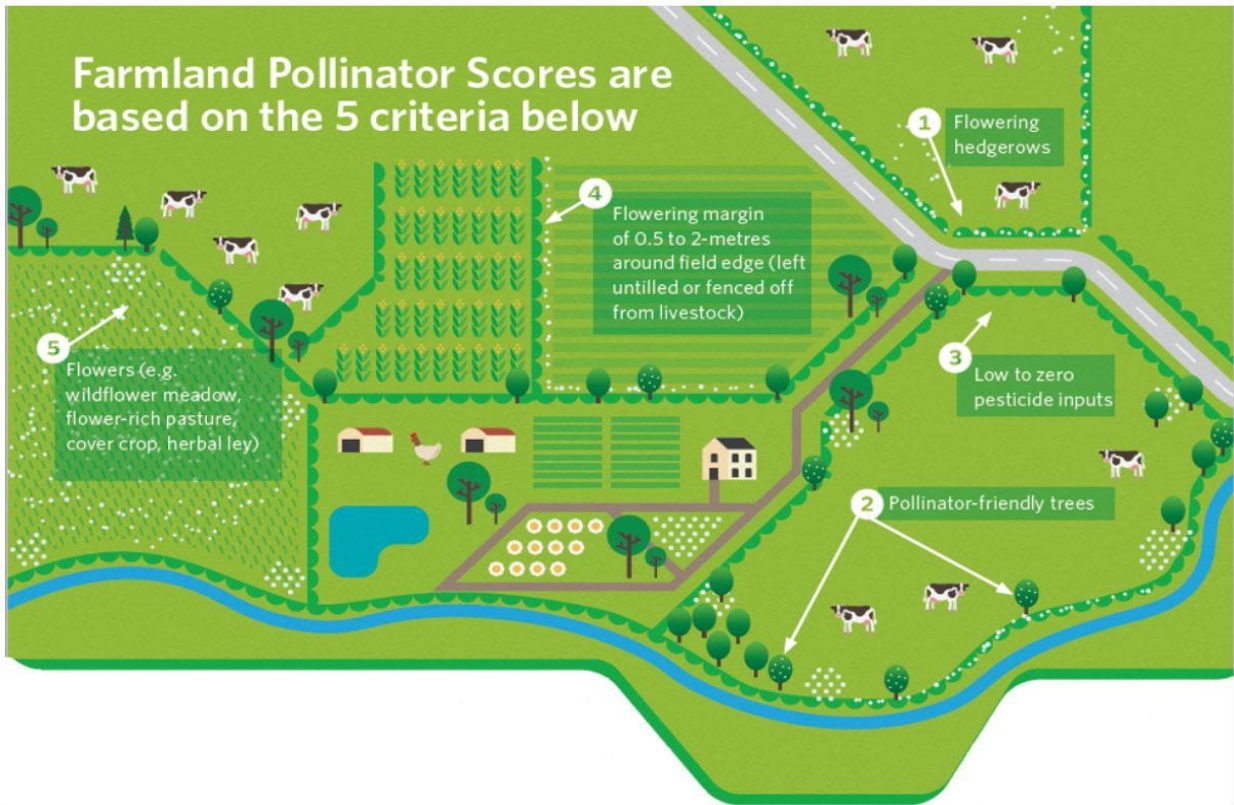 Farmland Pollinator Scores are
based on the 5 criteria below
1
Flowering
hedgerows
4
Flowering margin
of 0.5 to 2-metres
around field edge (left
untilled or fenced off
from livestock)
5
Flowers (e.g.
wildflower meadow,
flower-rich pasture,
cover crop, herbal ley)
3
Low to zero
pesticide inputs
2
Pollinator-friendly trees